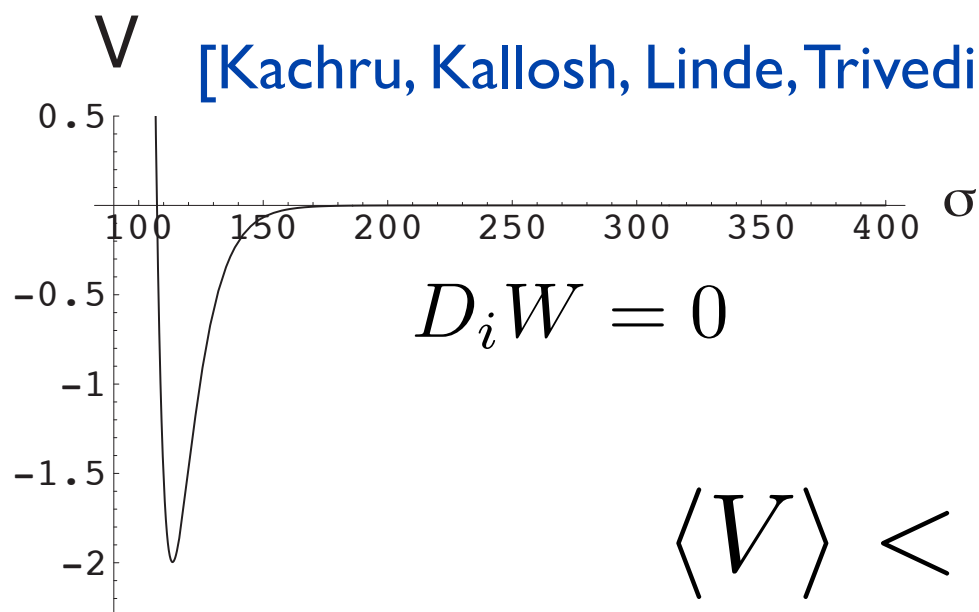 V
[Kachru, Kallosh, Linde, Trivedi
0.5
σ
100 150 200 250 300 350 400
-0.5
D_i W = 0
-1
-1.5
⟨V⟩ <
-2